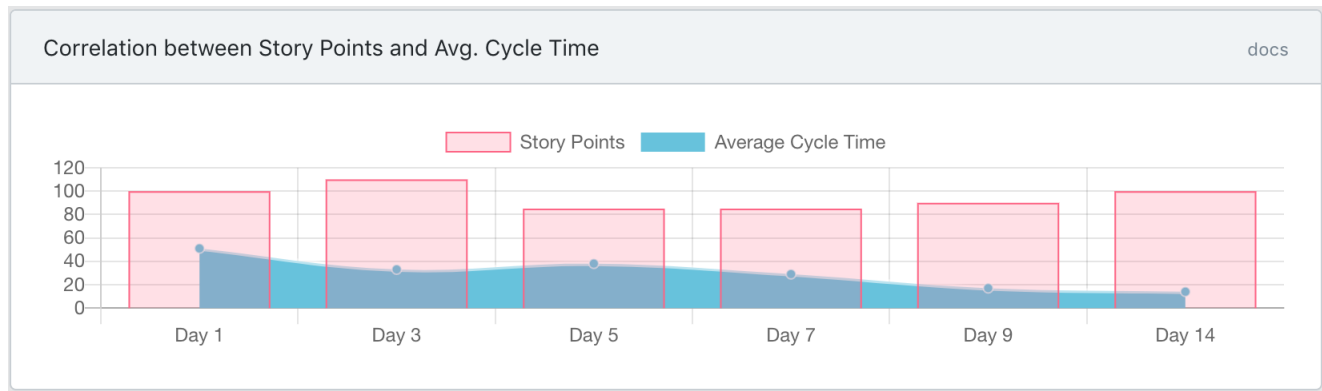 Correlation between Story Points and Avg. Cycle Time docs
Story Points Average Cycle Time
120
100
80
60
40
20
0
Day 1 Day 3 Day 5 Day 7 Day 9 Day 14